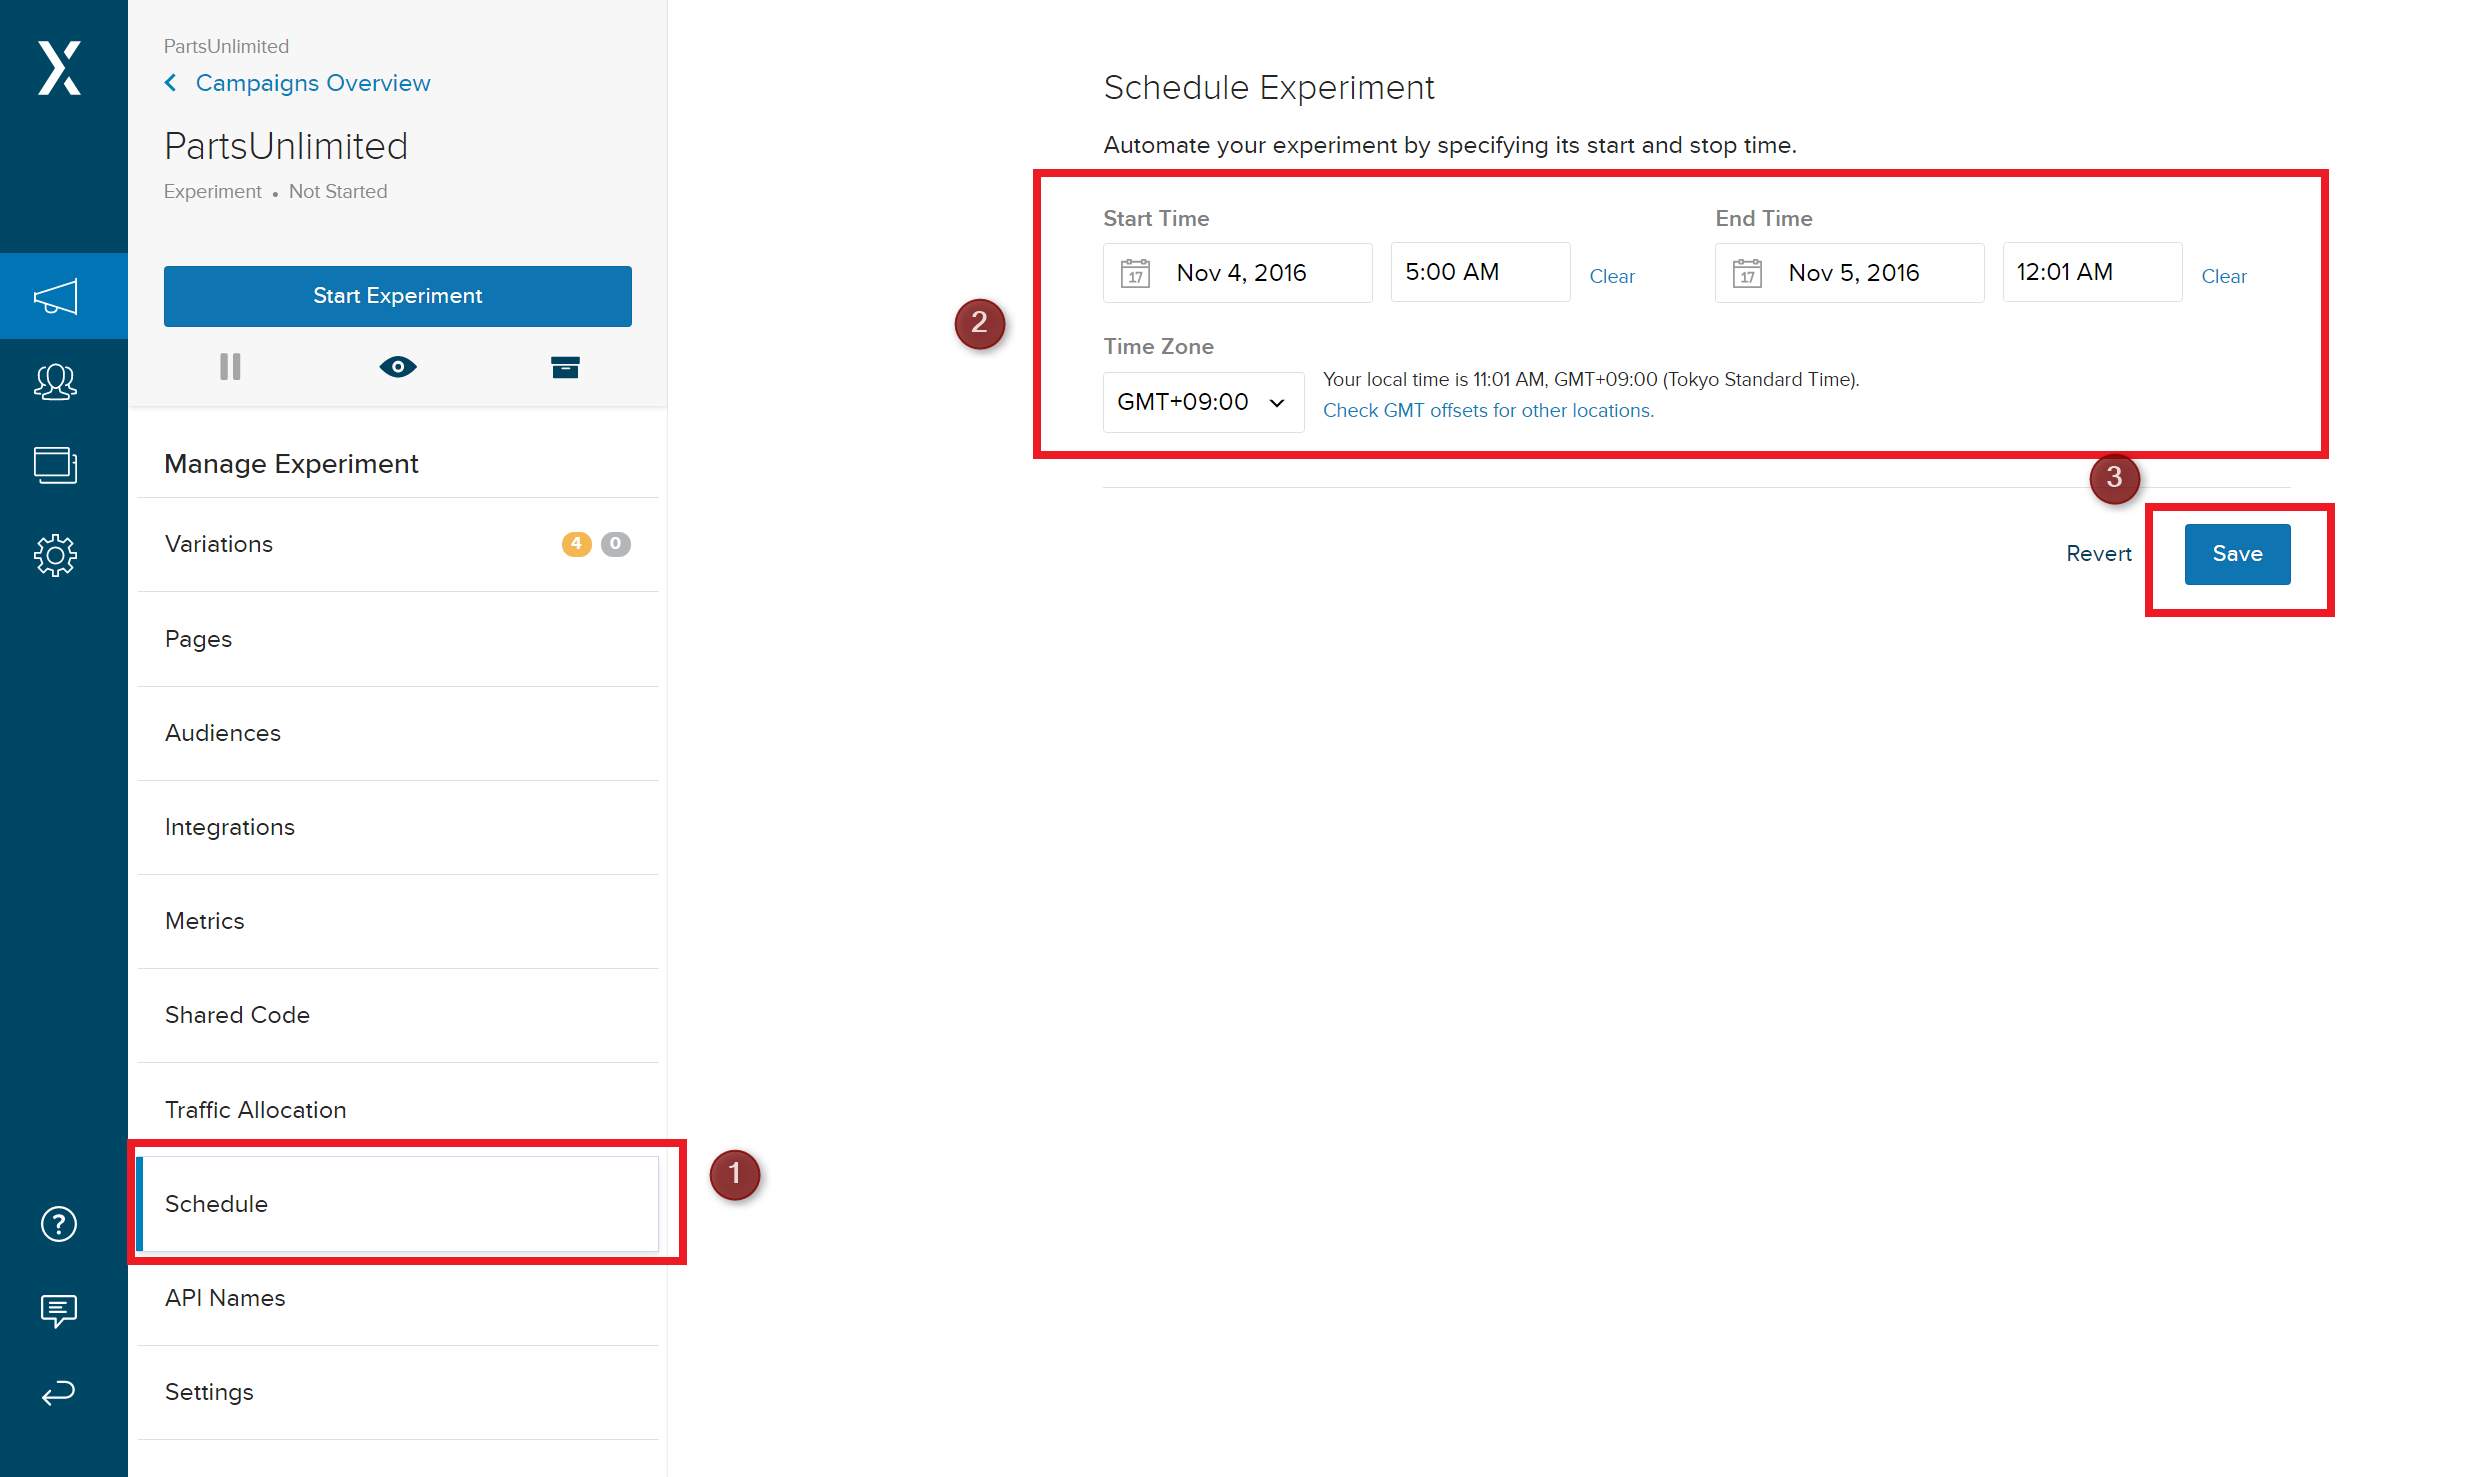 PartsUnlimited
Campaigns Overview
PartsUnlimited
Experiment • Not Started
Start Experiment
Manage Experiment
Variations 4 0
Pages
Audiences
Integrations
Metrics
Shared Code
Traffic Allocation
Schedule
1
API Names
Settings
Schedule Experiment
Automate your experiment by specifying its start and stop time.
Start Time End Time
17 Nov 4, 2016 5:00 AM Clear 17 Nov 5, 2016 12:01 AM Clear
2
Time Zone
GMT+09:00
Your local time is 11:01 AM, GMT+09:00 (Tokyo Standard Time).
Check GMT offsets for other locations.
3
Revert Save
?